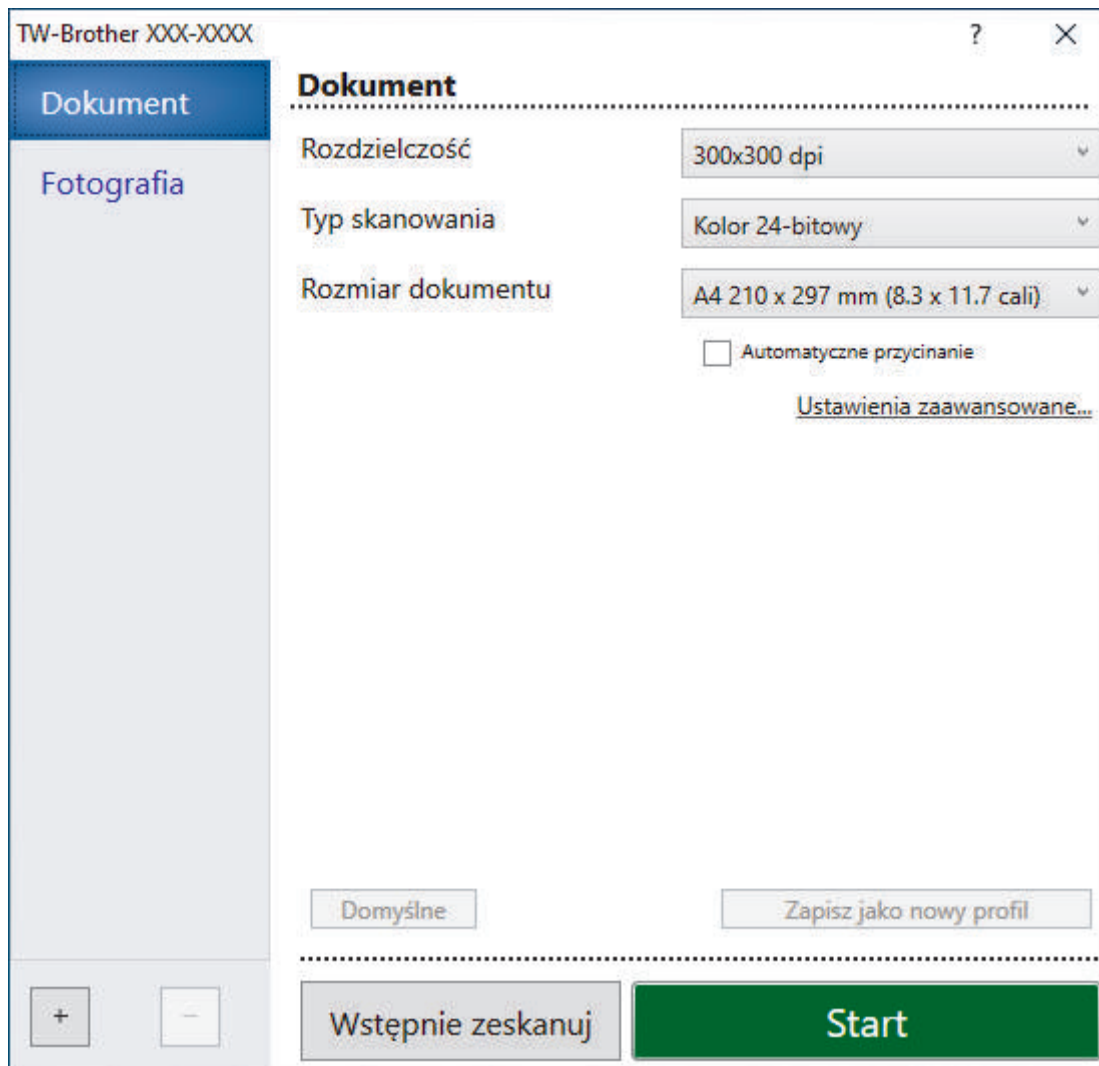 TW-Brother XXX-XXXX ?
Dokument
Fotografia
Dokument
Rozdzielczość 300x300 dpi
Typ skanowania Kolor 24-bitowy
Rozmiar dokumentu A4 210 x 297 mm (8.3 x 11.7 cali)
Automatyczne przycinanie
Ustawienia zaawansowane...
Domyślne Zapisz jako nowy profil
+ −
Wstępnie zeskanuj Start